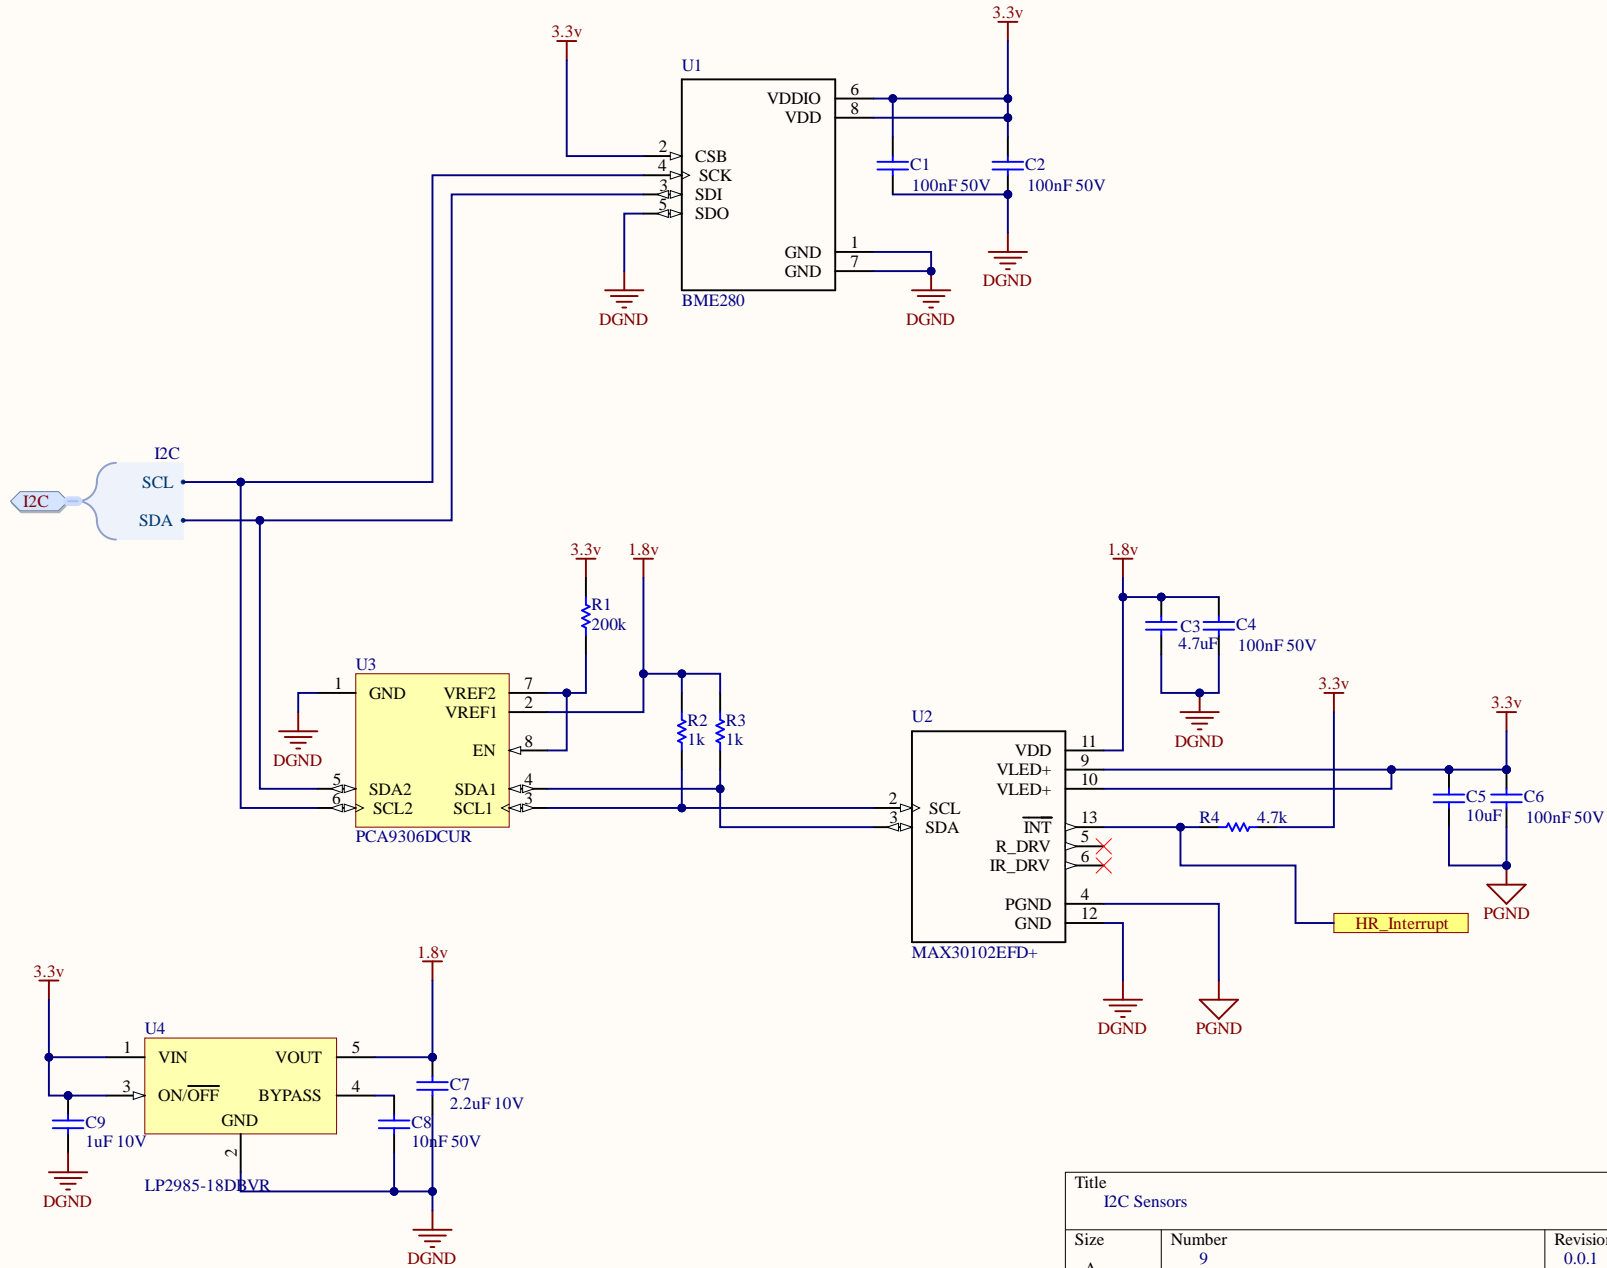 3.3v
3.3v
U1
VDDIO 6
VDD 8
2 CSB
4 SCK
3 SDI
5 SDO
C1
100nF 50V
C2
100nF 50V
GND 1
GND 7
BME280
DGND
DGND
DGND
I2C
I2C
SCL
SDA
3.3v
1.8v
R1
200k
U3
1 GND
VREF2 7
VREF1 2
EN 8
5 SDA2
6 SCL2
SDA1 4
SCL1 3
PCA9306DCUR
DGND
R2
1k
R3
1k
1.8v
C3
4.7uF
C4
100nF 50V
DGND
3.3v
3.3v
U2
VDD 11
VLED+ 9
VLED+ 10
2 SCL
3 SDA
INT 13
R_DRV 5
IR_DRV 6
PGND 4
GND 12
MAX30102EFD+
R4 4.7k
C5
10uF
C6
100nF 50V
PGND
HR_Interrupt
DGND
PGND
3.3v
1.8v
U4
1 VIN
VOUT 5
3 ON/OFF
BYPASS 4
GND
2
LP2985-18DBVR
C9
1uF 10V
C7
2.2uF 10V
C8
10nF 50V
DGND
DGND
Title
I2C Sensors
Size
Number
9
Revision
0.0.1